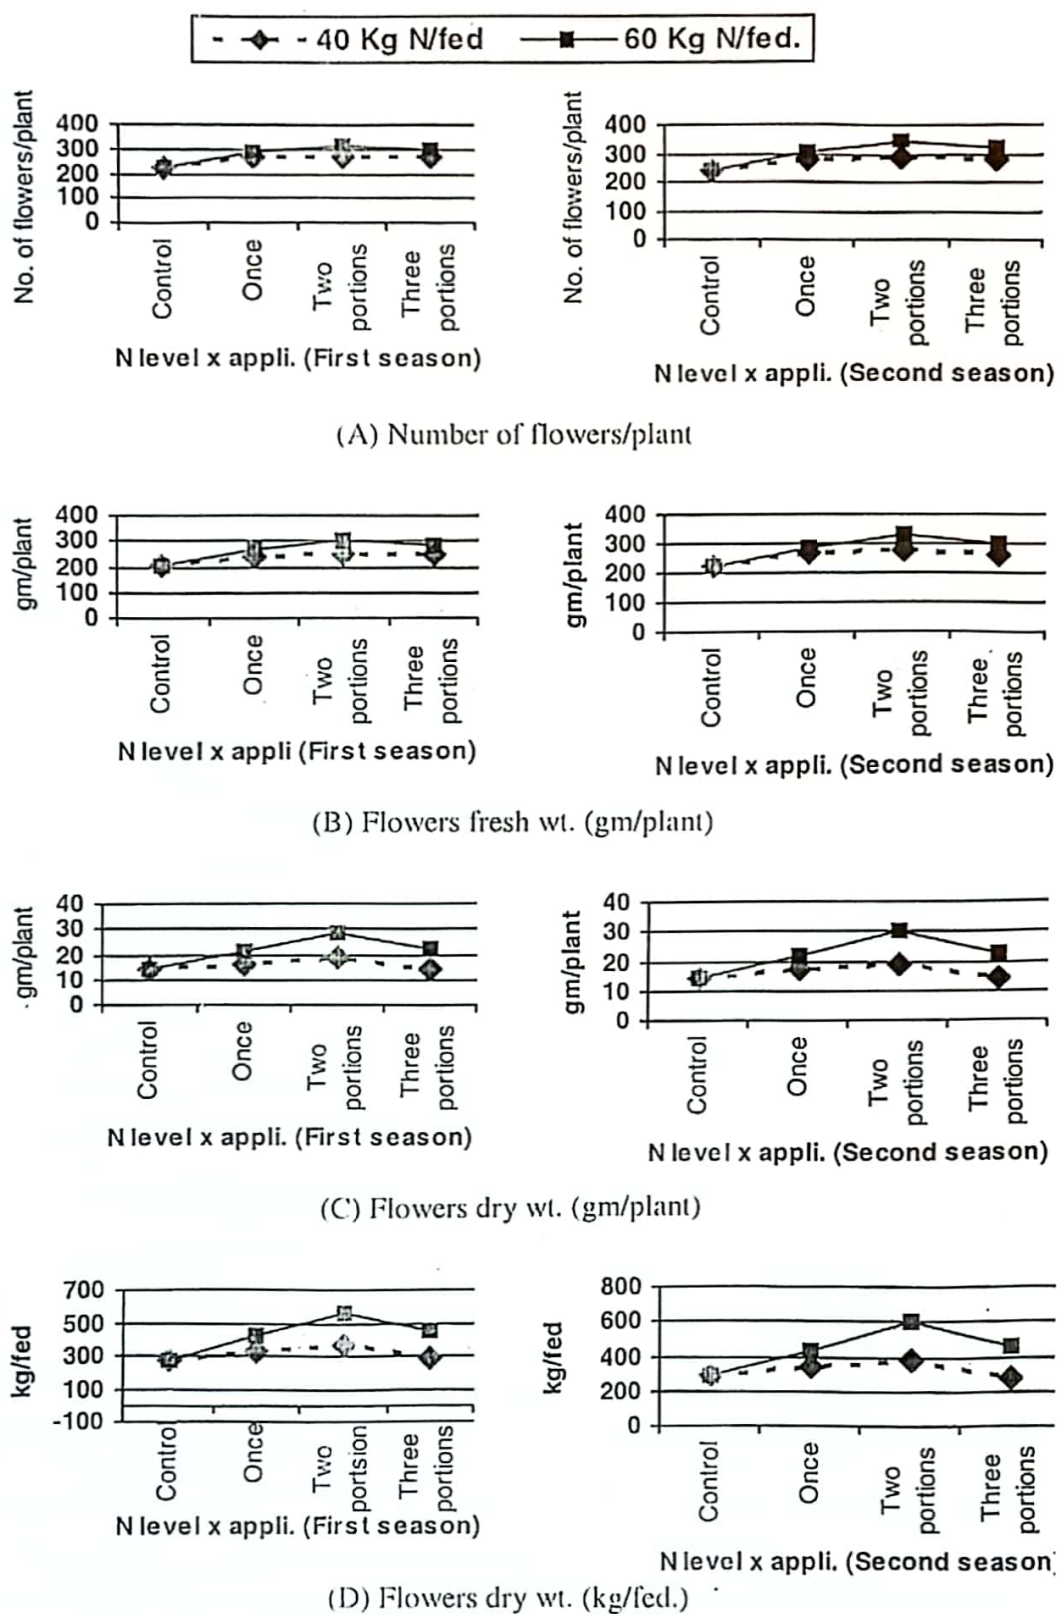 40 Kg N/fed 60 Kg N/fed.
No. of flowers/plant
400
300
200
100
0
Control
Once
Two
portions
Three
portions
N level x appli. (First season)
No. of flowers/plant
400
300
200
100
0
Control
Once
Two
portions
Three
portions
N level x appli. (Second season)
(A) Number of flowers/plant
gm/plant
400
300
200
100
0
Control
Once
Two
portions
Three
portions
N level x appli (First season)
gm/plant
400
300
200
100
0
Control
Once
Two
portions
Three
portions
N level x appli. (Second season)
(B) Flowers fresh wt. (gm/plant)
gm/plant
40
30
20
10
0
Control
Once
Two
portions
Three
portions
N level x appli. (First season)
gm/plant
40
30
20
10
0
Control
Once
Two
portions
Three
portions
N level x appli. (Second season)
(C) Flowers dry wt. (gm/plant)
kg/fed
700
500
300
100
-100
Control
Once
Two
portsion
Three
portions
N level x appli. (First season)
kg/fed
800
600
400
200
0
Control
Once
Two
portions
Three
portions
N level x appli. (Second season
(D) Flowers dry wt. (kg/fed.)